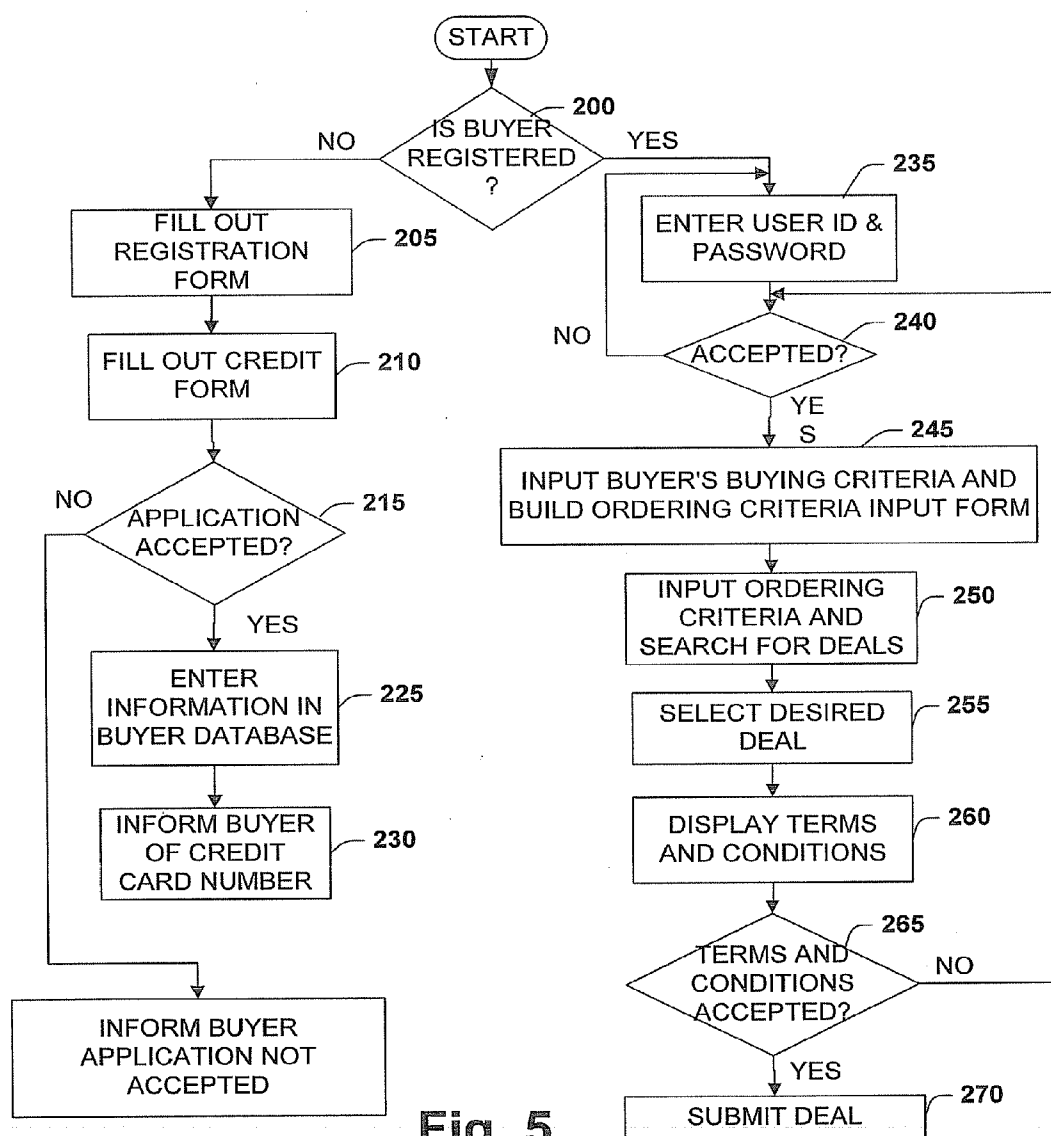 START
200
IS BUYER
REGISTERED
?
NO
YES
FILL OUT
REGISTRATION
FORM
205
FILL OUT CREDIT
FORM
210
NO
APPLICATION
ACCEPTED?
215
YES
ENTER
INFORMATION IN
BUYER DATABASE
225
INFORM BUYER
OF CREDIT
CARD NUMBER
230
INFORM BUYER
APPLICATION NOT
ACCEPTED
235
ENTER USER ID &
PASSWORD
240
NO
ACCEPTED?
YE
S
245
INPUT BUYER'S BUYING CRITERIA AND
BUILD ORDERING CRITERIA INPUT FORM
INPUT ORDERING
CRITERIA AND
SEARCH FOR DEALS
250
SELECT DESIRED
DEAL
255
DISPLAY TERMS
AND CONDITIONS
260
265
TERMS AND
CONDITIONS
ACCEPTED?
NO
YES
SUBMIT DEAL
270
Fig. 5